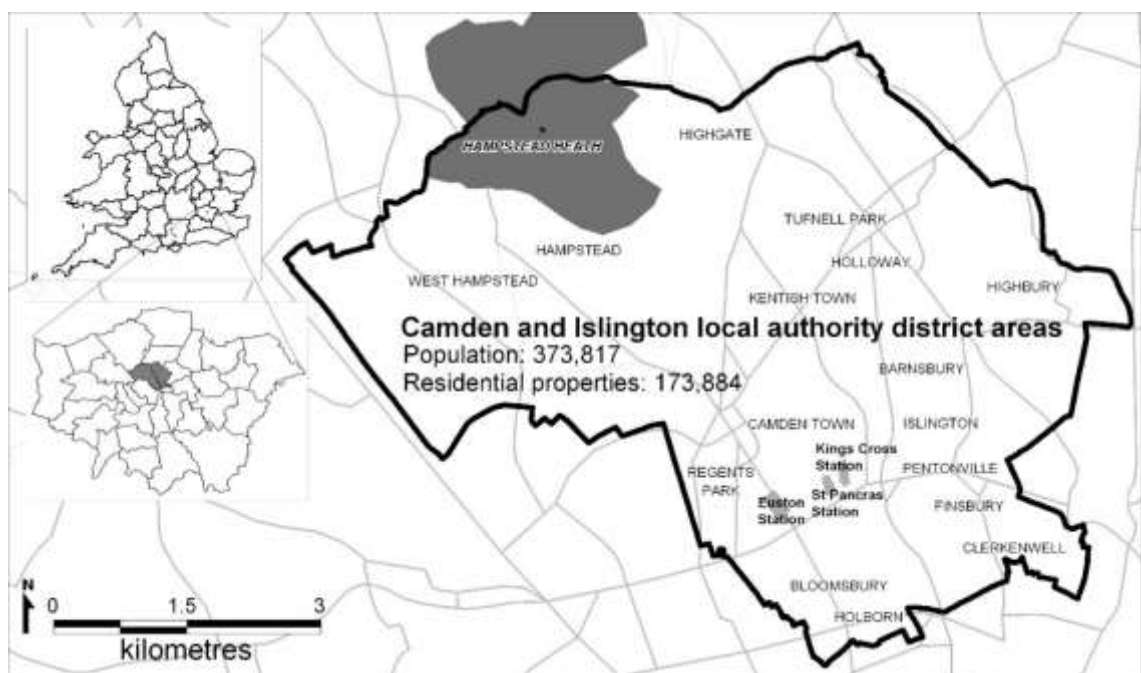 HIGHGATE
HAMPSTEAD HEATH
TUFNELL PARK
HAMPSTEAD
HOLLOWAY
WEST HAMPSTEAD
HIGHBURY
KENTISH TOWN
Camden and Islington local authority district areas
Population: 373,817
Residential properties: 173,884
BARNSBURY
CAMDEN TOWN
ISLINGTON
Kings Cross
Station
REGENTS
PARK
PENTONVILLE
Euston
Station
St Pancras
Station
FINSBURY
CLERKENWELL
BLOOMSBURY
HOLBORN
N
0 1.5 3
kilometres